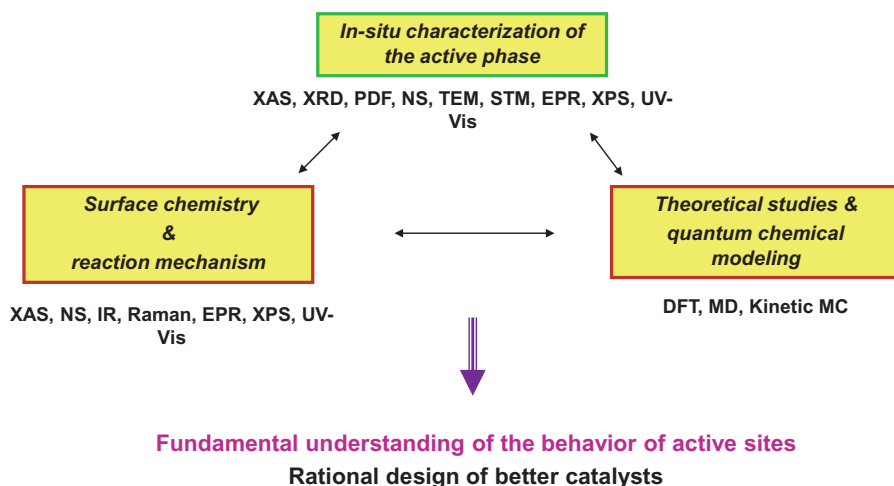 In-situ characterization of
the active phase
XAS, XRD, PDF, NS, TEM, STM, EPR, XPS, UV-
Vis
Surface chemistry
&
reaction mechanism
Theoretical studies &
quantum chemical
modeling
XAS, NS, IR, Raman, EPR, XPS, UV-
Vis
DFT, MD, Kinetic MC
Fundamental understanding of the behavior of active sites
Rational design of better catalysts